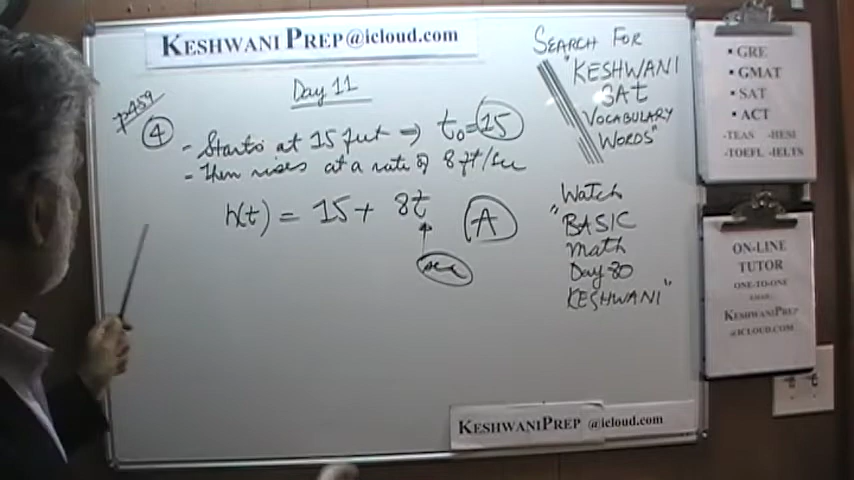 KESHWANI PREP@icloud.com
Day 11
p459
4
- Starts at 15 feet => t₀=15
- Then rises at a rate of 8 ft/sec
h(t) = 15 + 8t
A
sec
SEARCH FOR
"KESHWANI
SAT
VOCABULARY
WORDS"
Watch
"BASIC
math
Day 80
KESHWANI"
• GRE
• GMAT
• SAT
• ACT
-TEAS -HESI
-TOEFL -IELTS
ON-LINE
TUTOR
ONE-TO-ONE
KESHWANIPREP
@ICLOUD.COM
KESHWANIPREP @icloud.com